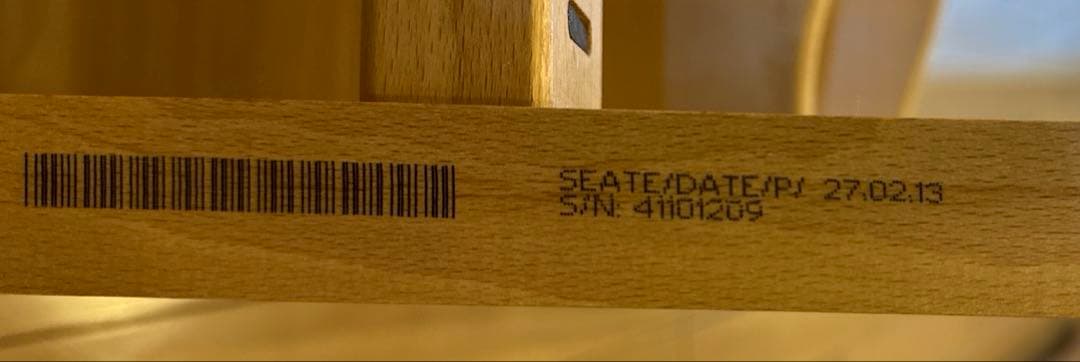 SEATE/DATE/P/ 27.02.13
S/N: 41101209